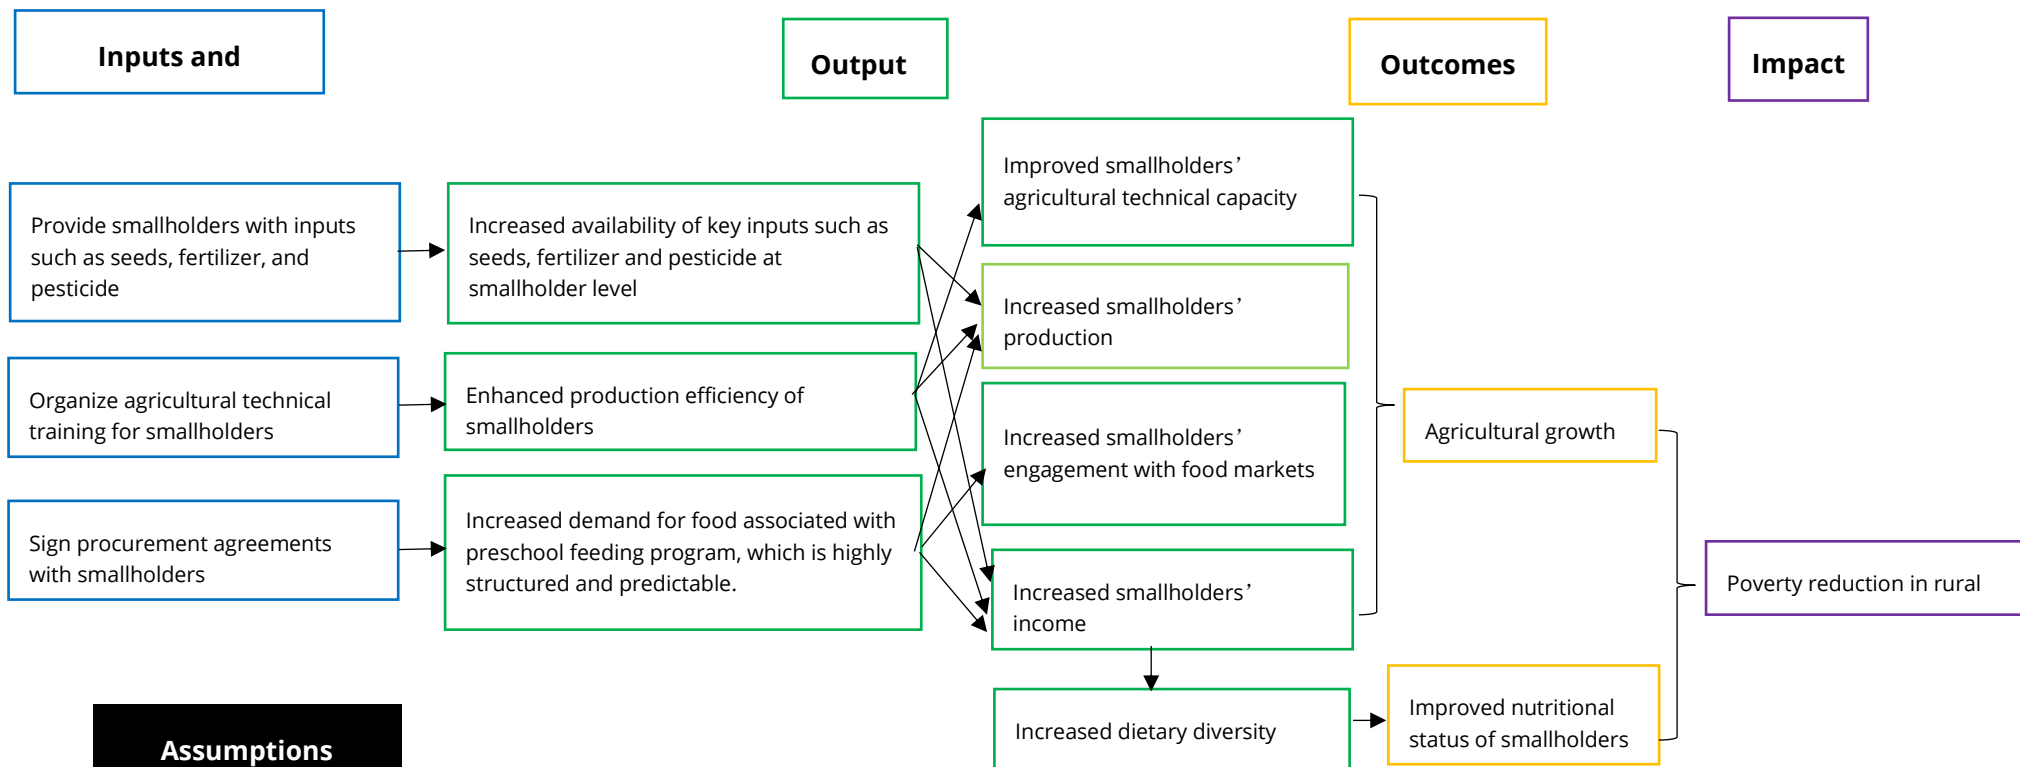 Inputs and
Output
Outcomes
Impact
Provide smallholders with inputs
such as seeds, fertilizer, and
pesticide
Increased availability of key inputs such as
seeds, fertilizer and pesticide at
smallholder level
Improved smallholders’
agricultural technical capacity
Increased smallholders’
production
Organize agricultural technical
training for smallholders
Enhanced production efficiency of
smallholders
Increased smallholders’
engagement with food markets
Agricultural growth
Sign procurement agreements
with smallholders
Increased demand for food associated with
preschool feeding program, which is highly
structured and predictable.
Increased smallholders’
income
Poverty reduction in rural
Increased dietary diversity
Improved nutritional
status of smallholders
Assumptions